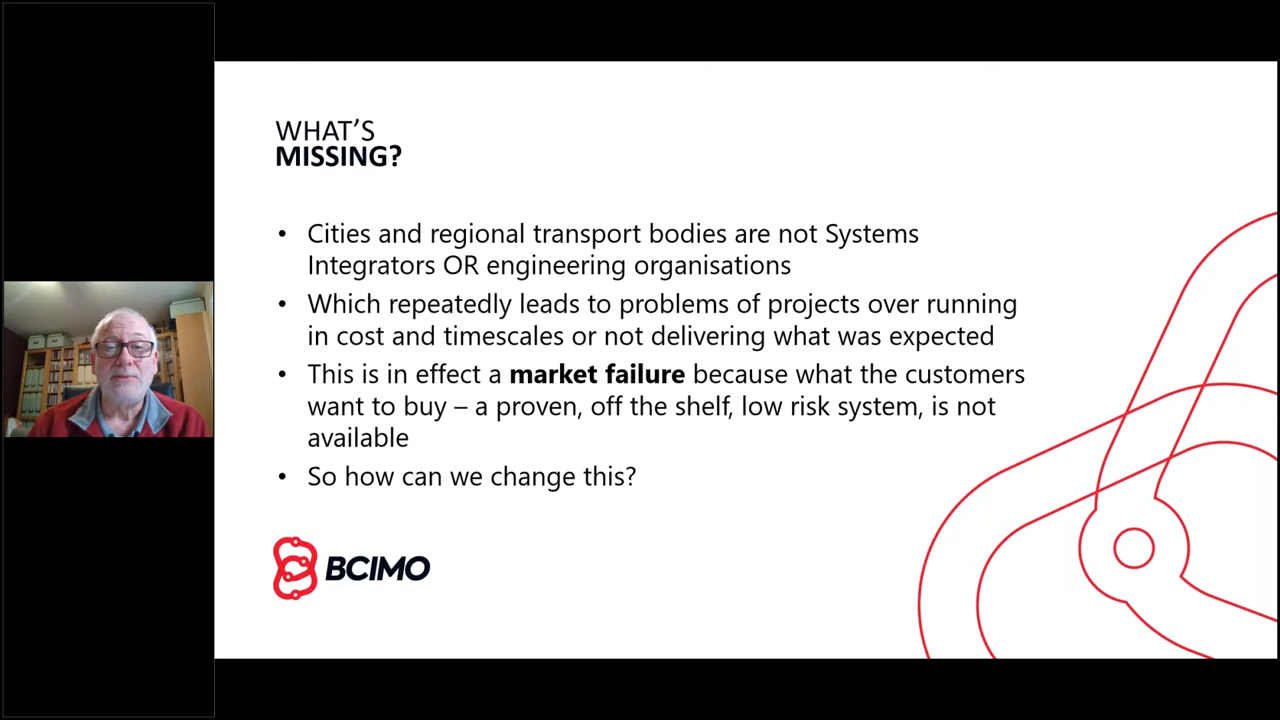 WHAT'S
MISSING?
• Cities and regional transport bodies are not Systems
Integrators OR engineering organisations
• Which repeatedly leads to problems of projects over running
in cost and timescales or not delivering what was expected
• This is in effect a market failure because what the customers
want to buy – a proven, off the shelf, low risk system, is not
available
• So how can we change this?
BCIMO